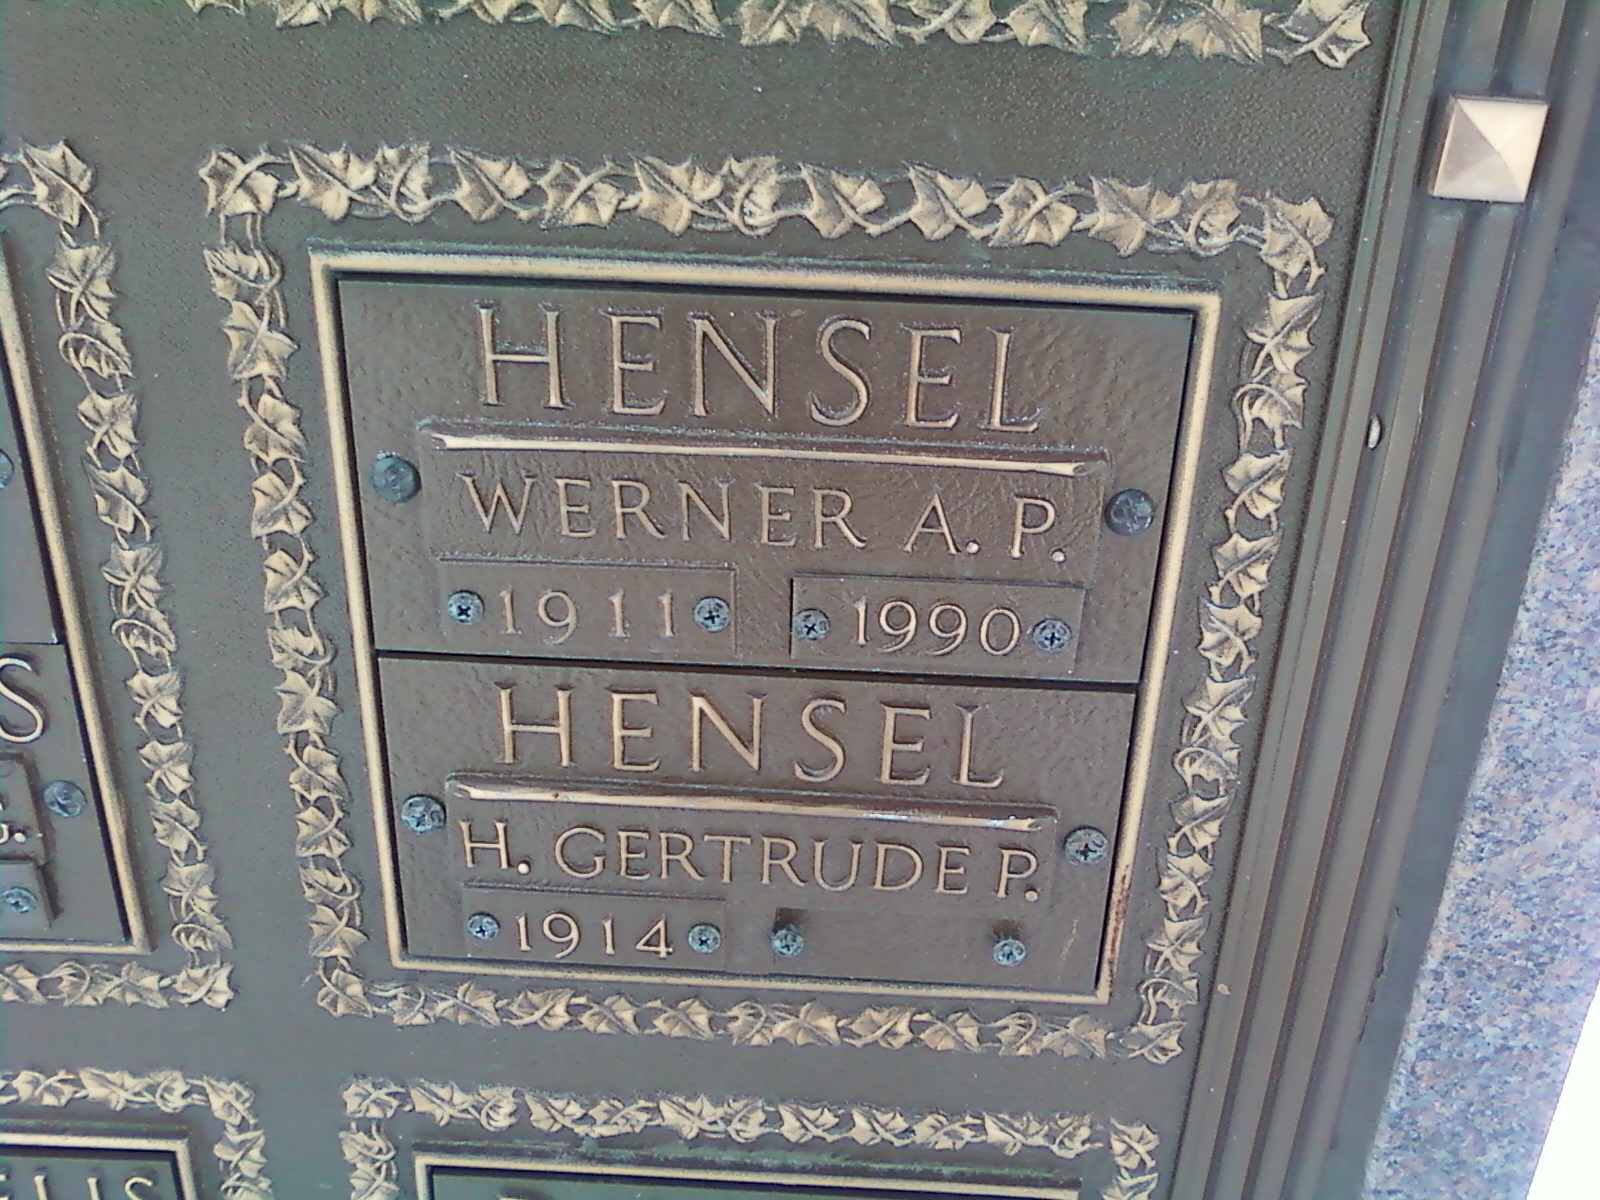 HENSEL
WERNER A. P.
1911 1990
HENSEL
H. GERTRUDE P.
1914